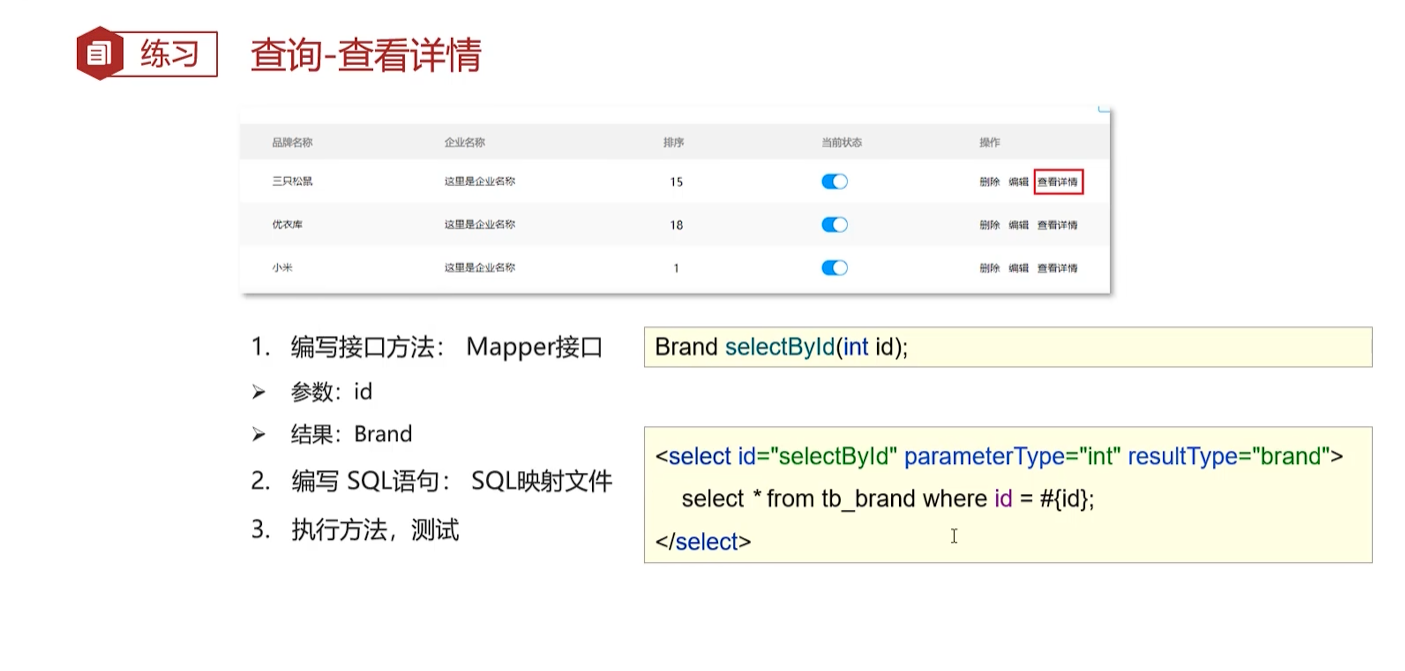 练习 查询-查看详情
品牌名称 企业名称 排序 当前状态 操作
三只松鼠 这里是企业名称 15 删除 编辑 查看详情
优衣库 这里是企业名称 18 删除 编辑 查看详情
小米 这里是企业名称 1 删除 编辑 查看详情
1. 编写接口方法： Mapper接口
➢ 参数：id
➢ 结果：Brand
2. 编写 SQL语句： SQL映射文件
3. 执行方法，测试
Brand selectById(int id);
<select id="selectById" parameterType="int" resultType="brand">
select * from tb_brand where id = #{id};
</select>